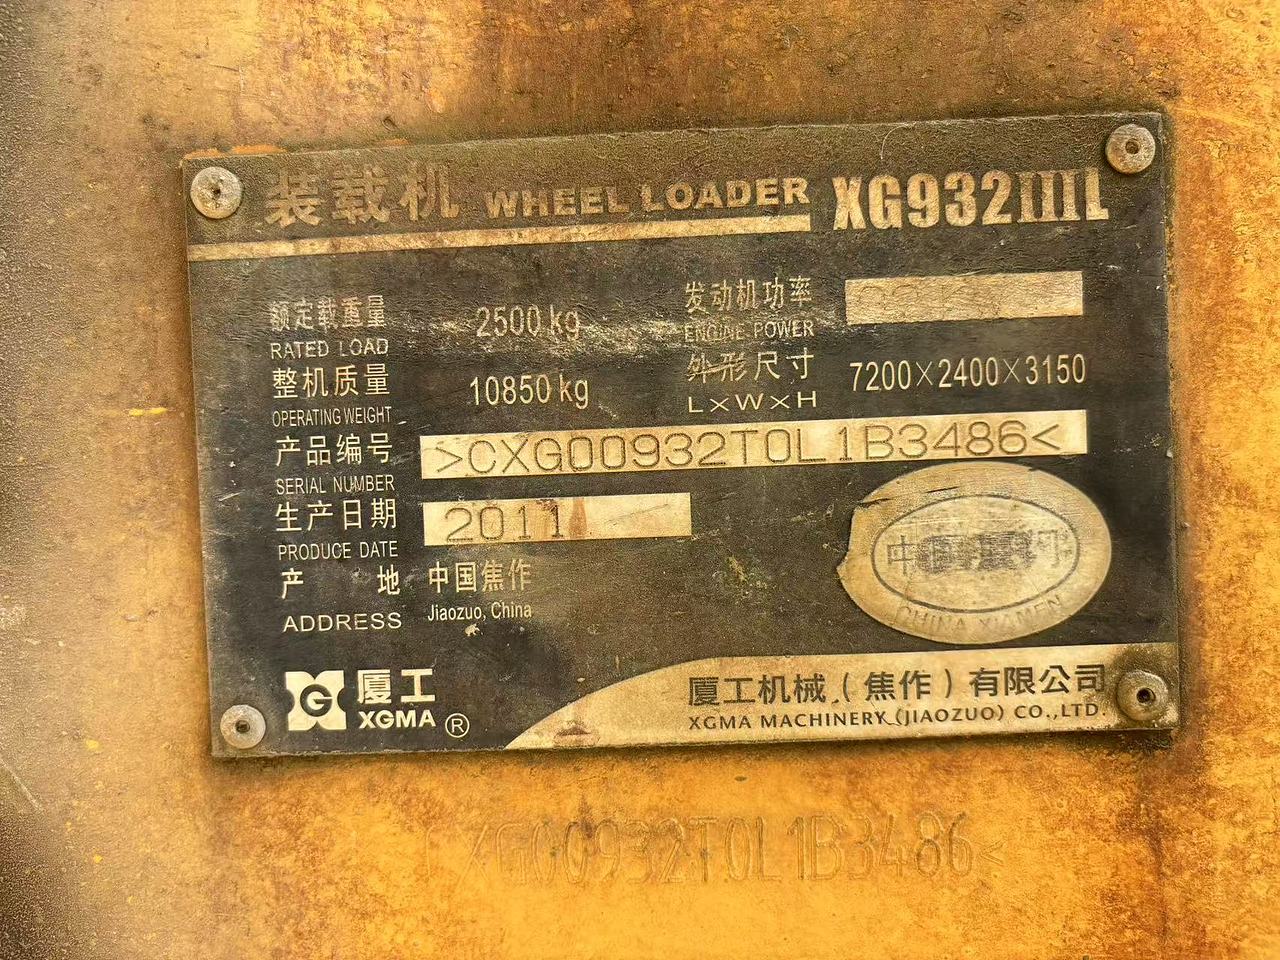 装载机 WHEEL LOADER XG932IIIL
额定载重量 2500 kg 发动机功率
RATED LOAD ENGINE POWER
整机质量 10850 kg 外形尺寸 7200×2400×3150
OPERATING WEIGHT L×W×H
产品编号 >CXG00932T0L1B3486<
SERIAL NUMBER
生产日期 2011
PRODUCE DATE
产 地 中国焦作
ADDRESS Jiaozuo, China
CHINA XIAMEN
厦工
XGMA ®
厦工机械（焦作）有限公司
XGMA MACHINERY (JIAOZUO) CO.,LTD.
CXG00932T0L1B3486<